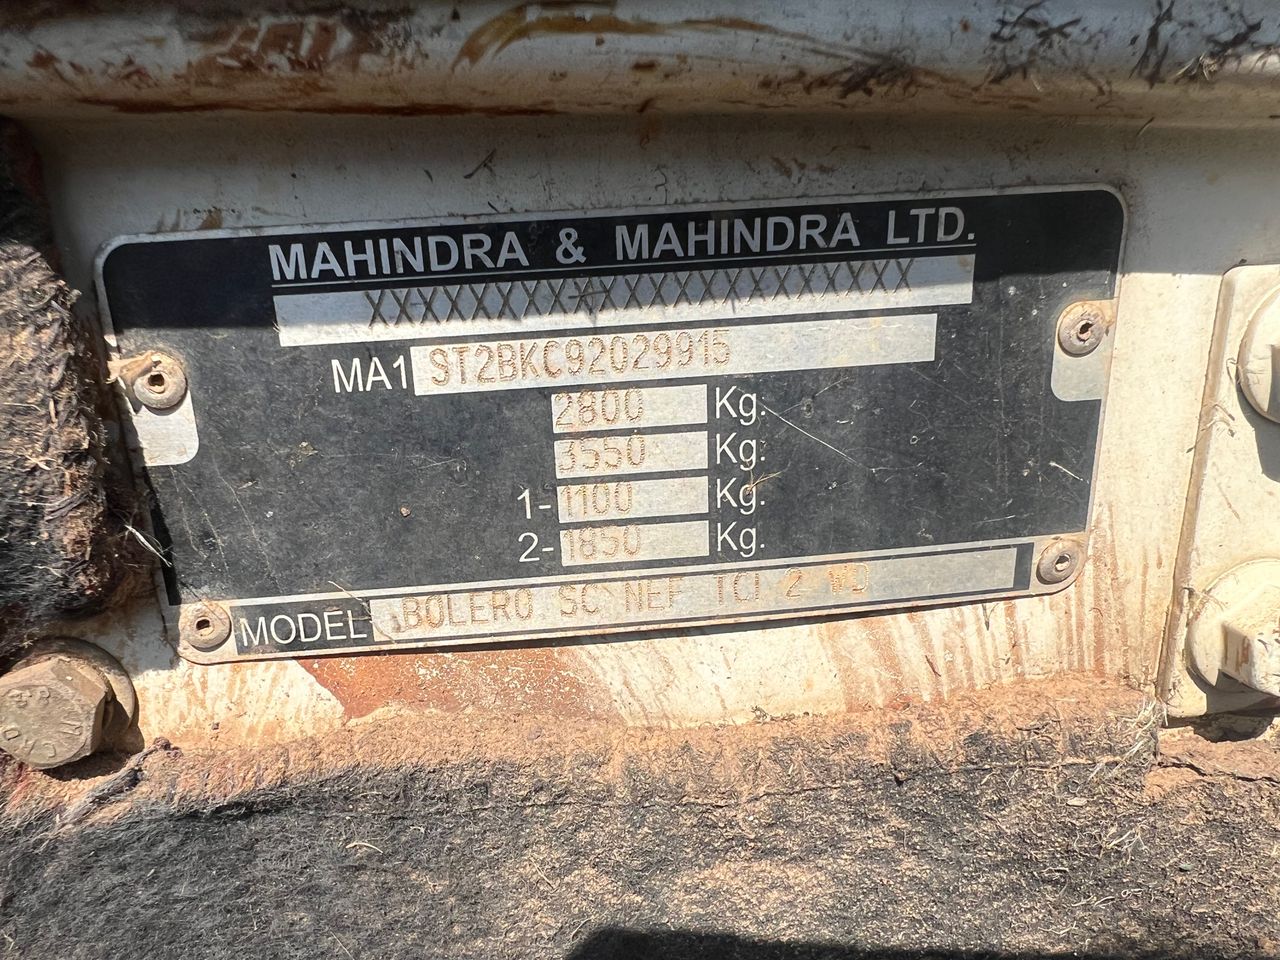 MAHINDRA & MAHINDRA LTD.
XXXXXXXXXXXXXXXXXXX
MA1 ST2BKC92029915
2800 Kg.
3550 Kg.
1- 1100 Kg.
2- 1850 Kg.
MODEL BOLERO SC NEF TCI 2 WD